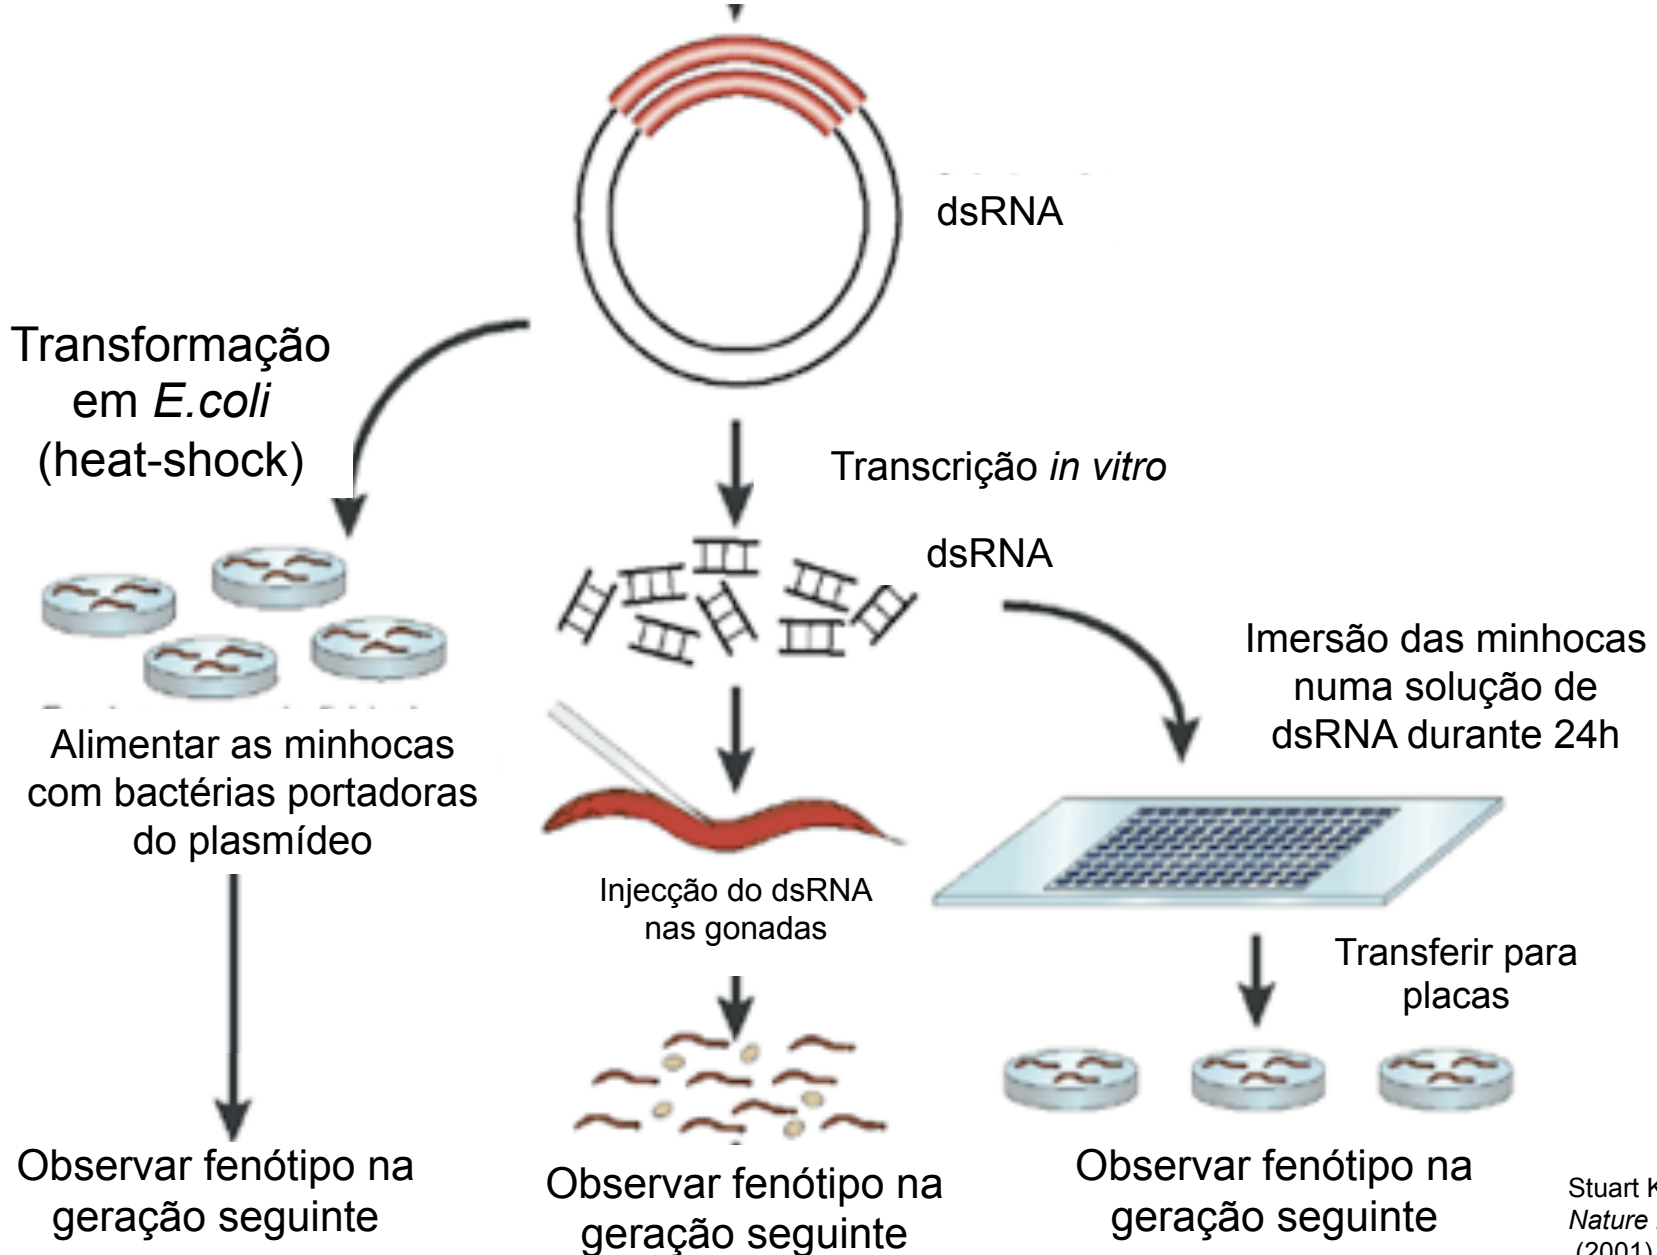 dsRNA
Transformação
em E.coli
(heat-shock)
Transcrição in vitro
dsRNA
Imersão das minhocas
numa solução de
dsRNA durante 24h
Alimentar as minhocas
com bactérias portadoras
do plasmídeo
Injecção do dsRNA
nas gonadas
Transferir para
placas
Observar fenótipo na
geração seguinte
Observar fenótipo na
geração seguinte
Observar fenótipo na
geração seguinte
Stuart
Nature
(2001)